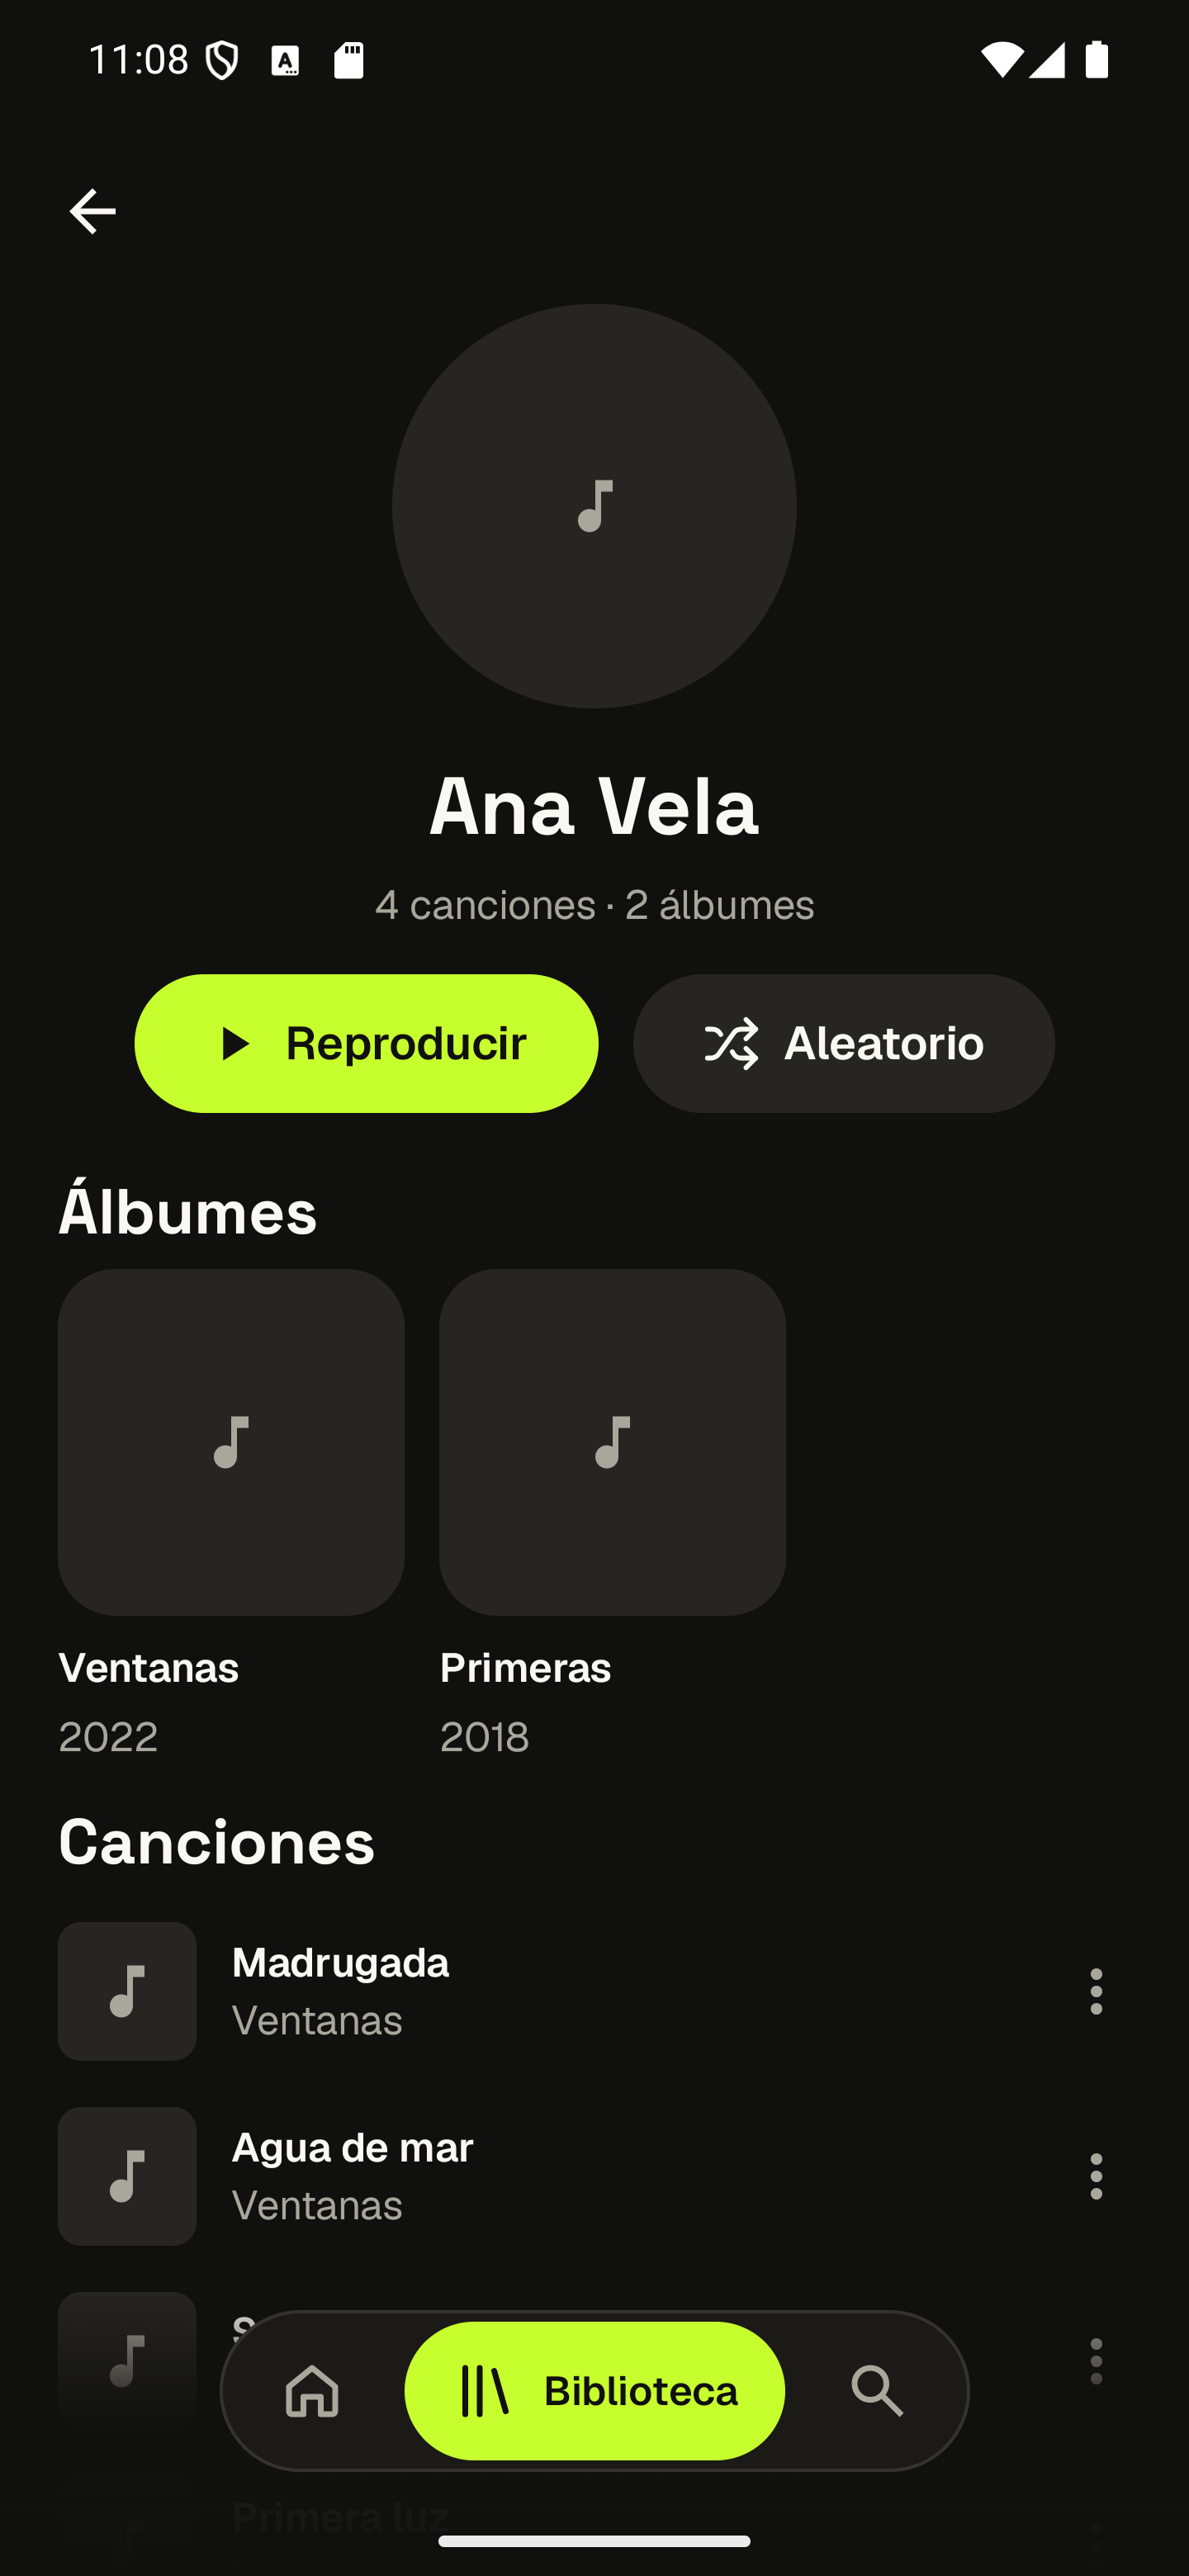 11:08
Ana Vela
4 canciones · 2 álbumes
Reproducir
Aleatorio
Álbumes
Ventanas
2022
Primeras
2018
Canciones
Madrugada
Ventanas
Agua de mar
Ventanas
Biblioteca
Primera luz